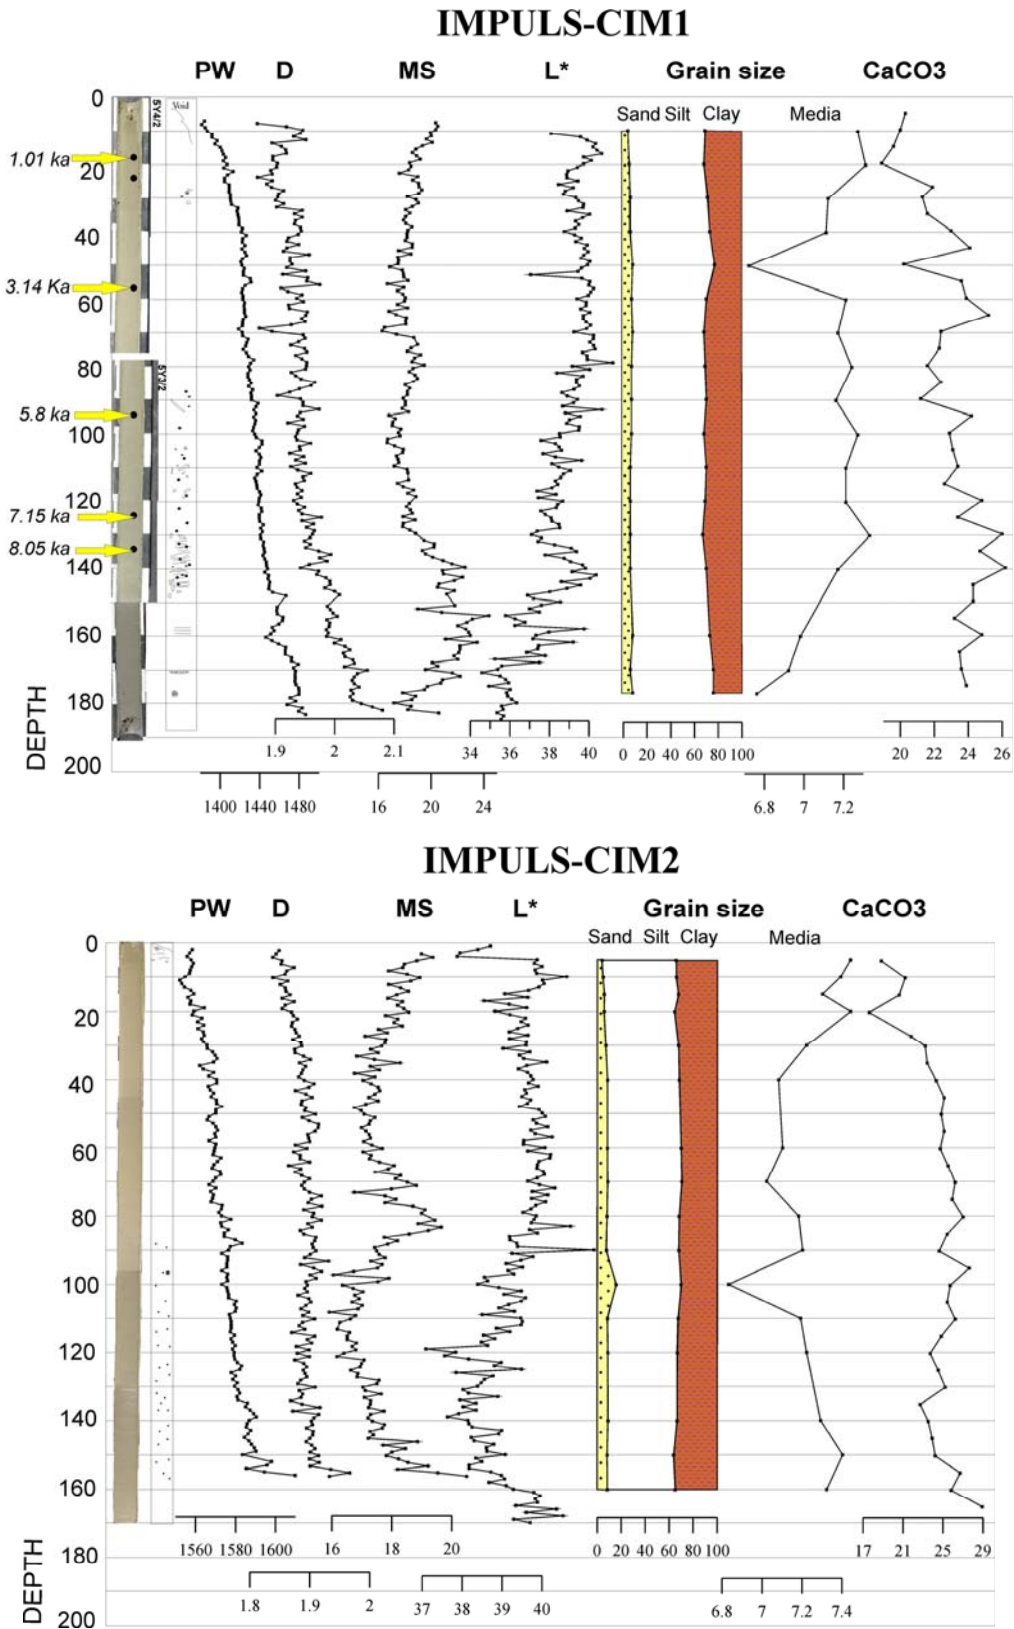 IMPULS-CIM1
PW D MS L* Grain size CaCO3
Sand Silt Clay Media
0
5Y4/2
Void
1.01 ka
20
40
3.14 Ka
60
80
5Y3/2
5.8 ka
100
120
7.15 ka
8.05 ka
140
160
180
DEPTH
200
1.9 2 2.1 34 36 38 40 0 20 40 60 80 100 20 22 24 26
1400 1440 1480 16 20 24 6.8 7 7.2
IMPULS-CIM2
PW D MS L* Grain size CaCO3
Sand Silt Clay Media
0
20
40
60
80
100
120
140
160
1560 1580 1600 16 18 20 0 20 40 60 80 100 17 21 25 29
180
1.8 1.9 2 37 38 39 40 6.8 7 7.2 7.4
DEPTH
200